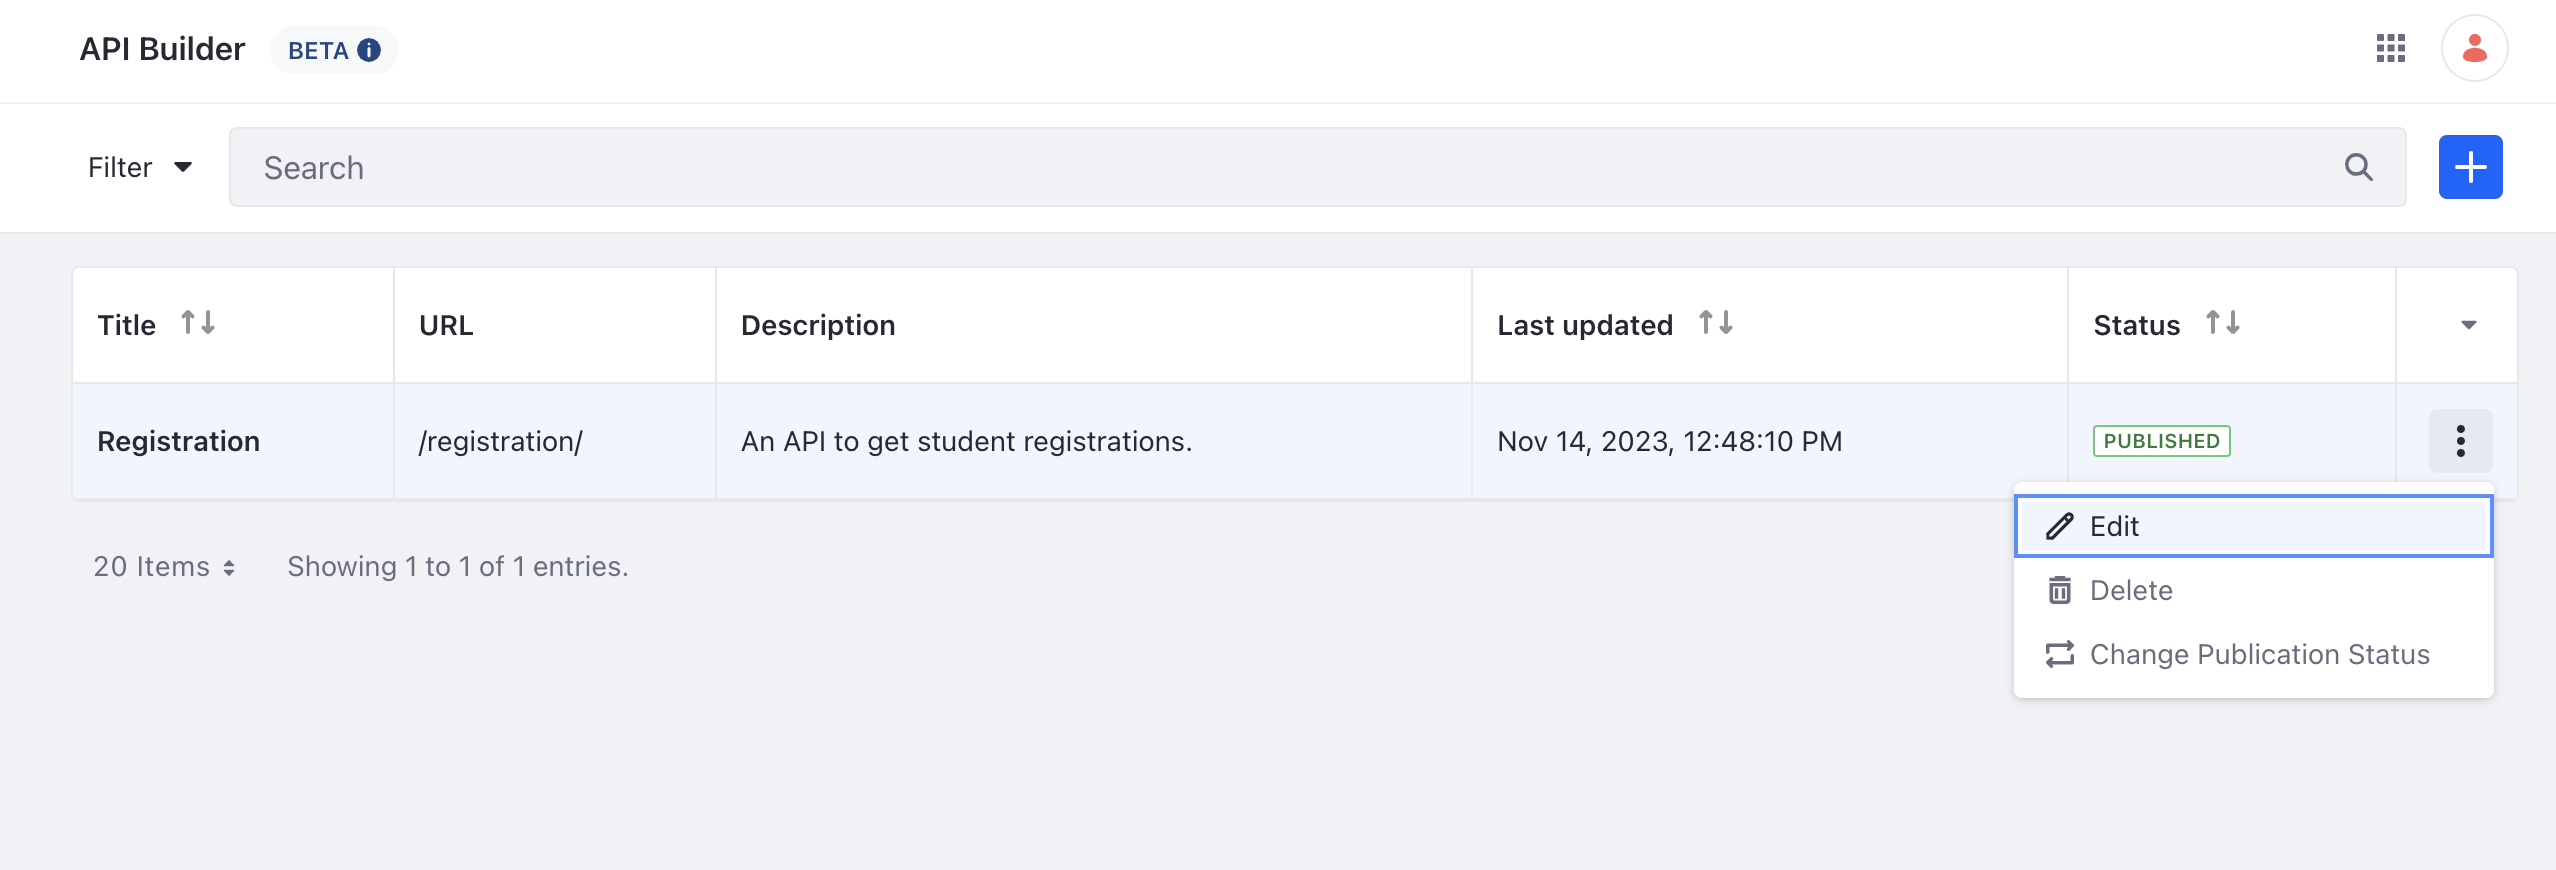 API Builder BETA
Filter Search
Title URL Description Last updated Status
Registration /registration/ An API to get student registrations. Nov 14, 2023, 12:48:10 PM PUBLISHED
Edit
20 Items Showing 1 to 1 of 1 entries.
Delete
Change Publication Status